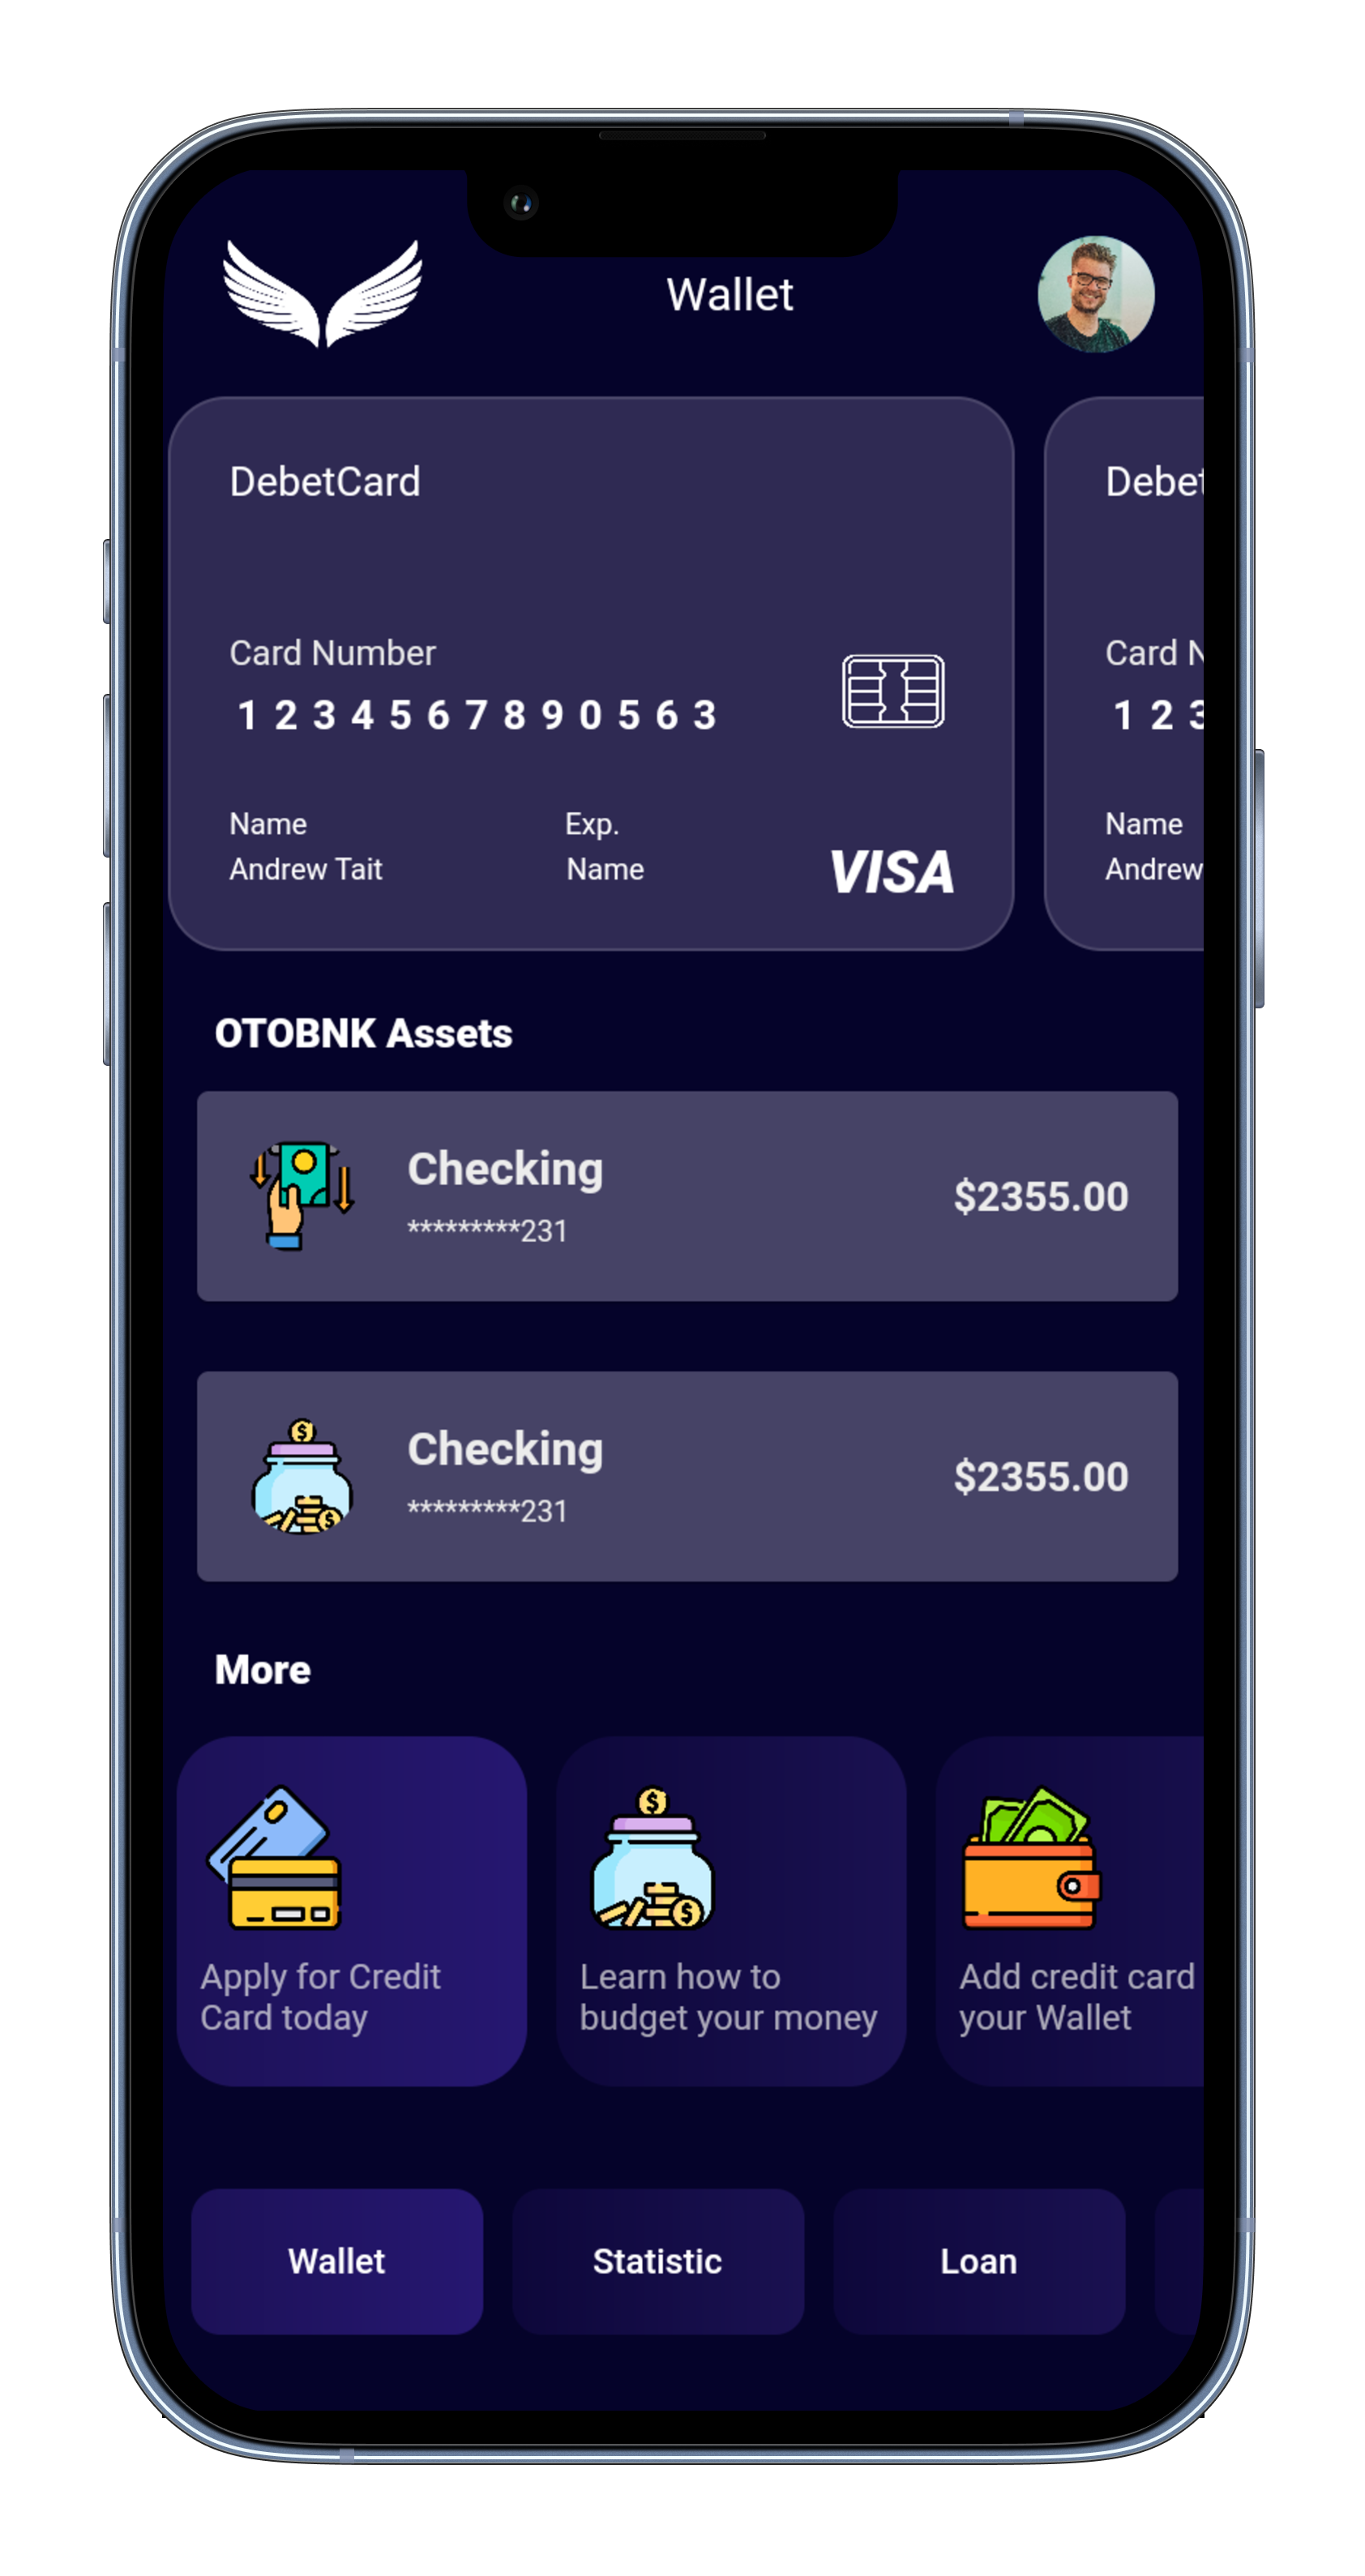 Wallet
DebetCard
Card Number
1 2 3 4 5 6 7 8 9 0 5 6 3
Name
Exp.
Andrew Tait
Name
VISA
Debet
Card N
1 2 3
Name
Andrew
OTOBNK Assets
Checking
*********231
$2355.00
Checking
*********231
$2355.00
More
Apply for Credit
Card today
Learn how to
budget your money
Add credit card
your Wallet
Wallet
Statistic
Loan